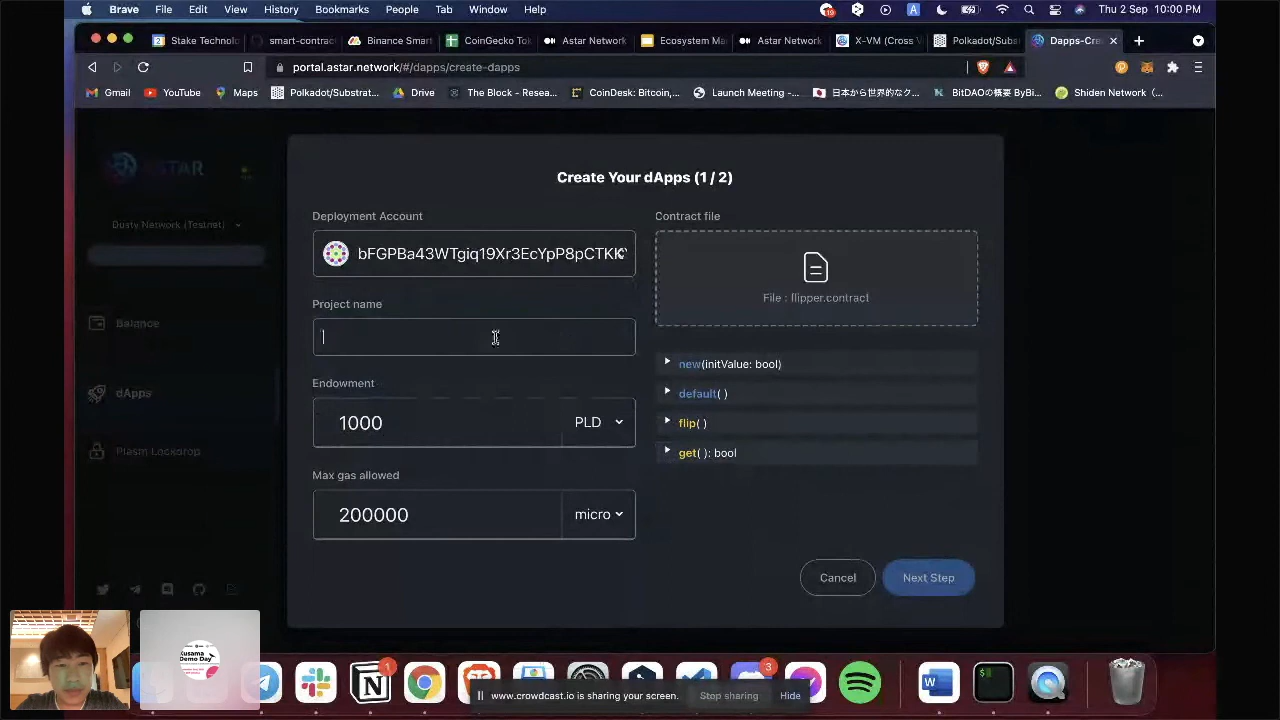 Brave File Edit View History Bookmarks People Tab Window Help
19
A
Thu 2 Sep 10:00 PM
Stake Technolo
smart-contrac
Binance Smart
CoinGecko Tok
Astar Network
Ecosystem Ma
Astar Network
X-VM (Cross V
Polkadot/Subs
Dapps-Crea
portal.astar.network/#/dapps/create-dapps
Gmail
YouTube
Maps
Polkadot/Substrat...
Drive
The Block - Resea...
CoinDesk: Bitcoin,...
Launch Meeting -...
日本から世界的なク...
BitDAOの概要 ByBi...
Shiden Network (...
ASTAR
Dusty Network (Testnet)
Balance
dApps
Plasm Lockdrop
Create Your dApps (1 / 2)
Deployment Account
bFGPBa43WTgiq19Xr3EcYpP8pCTKK
Project name
Endowment
1000
PLD
Max gas allowed
200000
micro
Contract file
File : flipper.contract
new(initValue: bool)
default( )
flip( )
get( ): bool
Cancel
Next Step
Kusama
Demo Day
1
3
www.crowdcast.io is sharing your screen.
Stop sharing
Hide